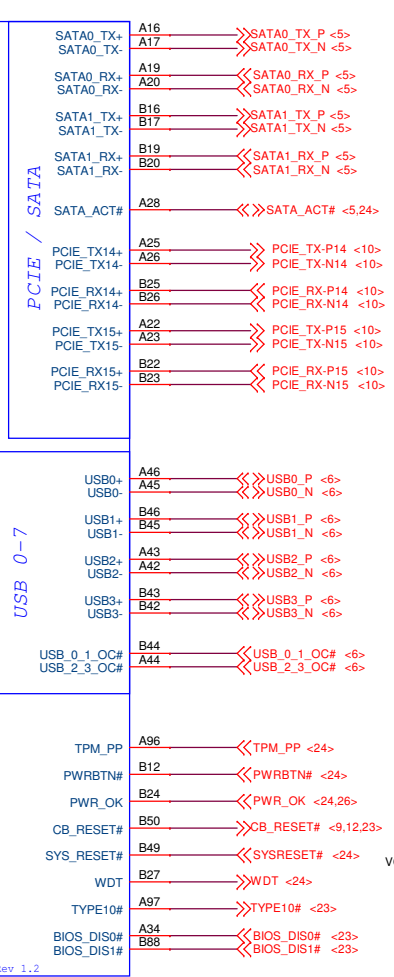 PCIE / SATA
SATA0_TX+ A16 SATA0_TX_P <5>
SATA0_TX- A17 SATA0_TX_N <5>
SATA0_RX+ A19 SATA0_RX_P <5>
SATA0_RX- A20 SATA0_RX_N <5>
SATA1_TX+ B16 SATA1_TX_P <5>
SATA1_TX- B17 SATA1_TX_N <5>
SATA1_RX+ B19 SATA1_RX_P <5>
SATA1_RX- B20 SATA1_RX_N <5>
SATA_ACT# A28 SATA_ACT# <5,24>
PCIE_TX14+ A25 PCIE_TX-P14 <10>
PCIE_TX14- A26 PCIE_TX-N14 <10>
PCIE_RX14+ B25 PCIE_RX-P14 <10>
PCIE_RX14- B26 PCIE_RX-N14 <10>
PCIE_TX15+ A22 PCIE_TX-P15 <10>
PCIE_TX15- A23 PCIE_TX-N15 <10>
PCIE_RX15+ B22 PCIE_RX-P15 <10>
PCIE_RX15- B23 PCIE_RX-N15 <10>
USB 0-7
USB0+ A46 USB0_P <6>
USB0- A45 USB0_N <6>
USB1+ B46 USB1_P <6>
USB1- B45 USB1_N <6>
USB2+ A43 USB2_P <6>
USB2- A42 USB2_N <6>
USB3+ B43 USB3_P <6>
USB3- B42 USB3_N <6>
USB_0_1_OC# B44 USB_0_1_OC# <6>
USB_2_3_OC# A44 USB_2_3_OC# <6>
TPM_PP A96 TPM_PP <24>
PWRBTN# B12 PWRBTN# <24>
PWR_OK B24 PWR_OK <24,26>
CB_RESET# B50 CB_RESET# <9,12,23>
SYS_RESET# B49 SYSRESET# <24>
WDT B27 WDT <24>
TYPE10# A97 TYPE10# <23>
BIOS_DIS0# A34 BIOS_DIS0# <23>
BIOS_DIS1# B88 BIOS_DIS1# <23>
Rev 1.2